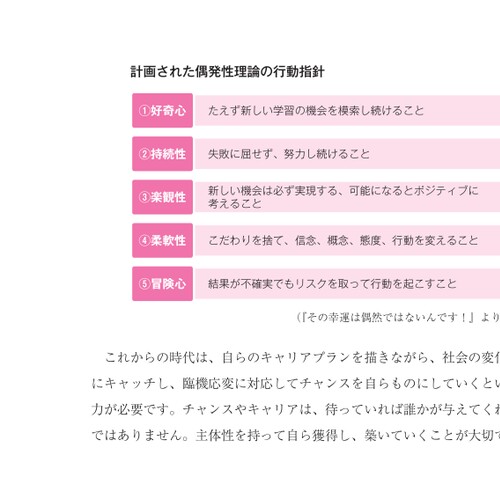 計画された偶発性理論の行動指針
①好奇心 たえず新しい学習の機会を模索し続けること
②持続性 失敗に屈せず、努力し続けること
③楽観性 新しい機会は必ず実現する、可能になるとポジティブに
考えること
④柔軟性 こだわりを捨て、信念、概念、態度、行動を変えること
⑤冒険心 結果が不確実でもリスクを取って行動を起こすこと
（『その幸運は偶然ではないんです！』より
これからの時代は、自らのキャリアプランを描きながら、社会の変
にキャッチし、臨機応変に対応してチャンスを自らものにしていくとい
力が必要です。チャンスやキャリアは、待っていれば誰かが与えてく
ではありません。主体性を持って自ら獲得し、築いていくことが大切